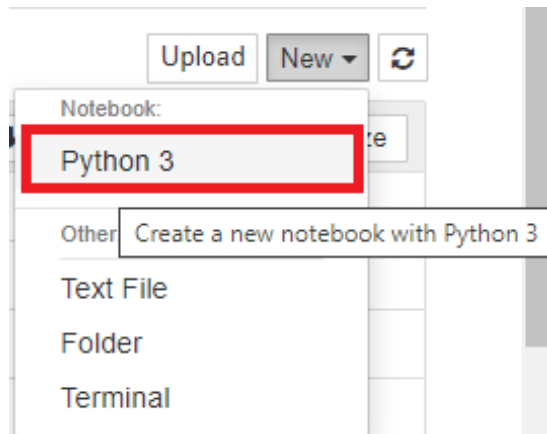 Upload New
Notebook:
Python 3
Other
Create a new notebook with Python 3
Text File
Folder
Terminal